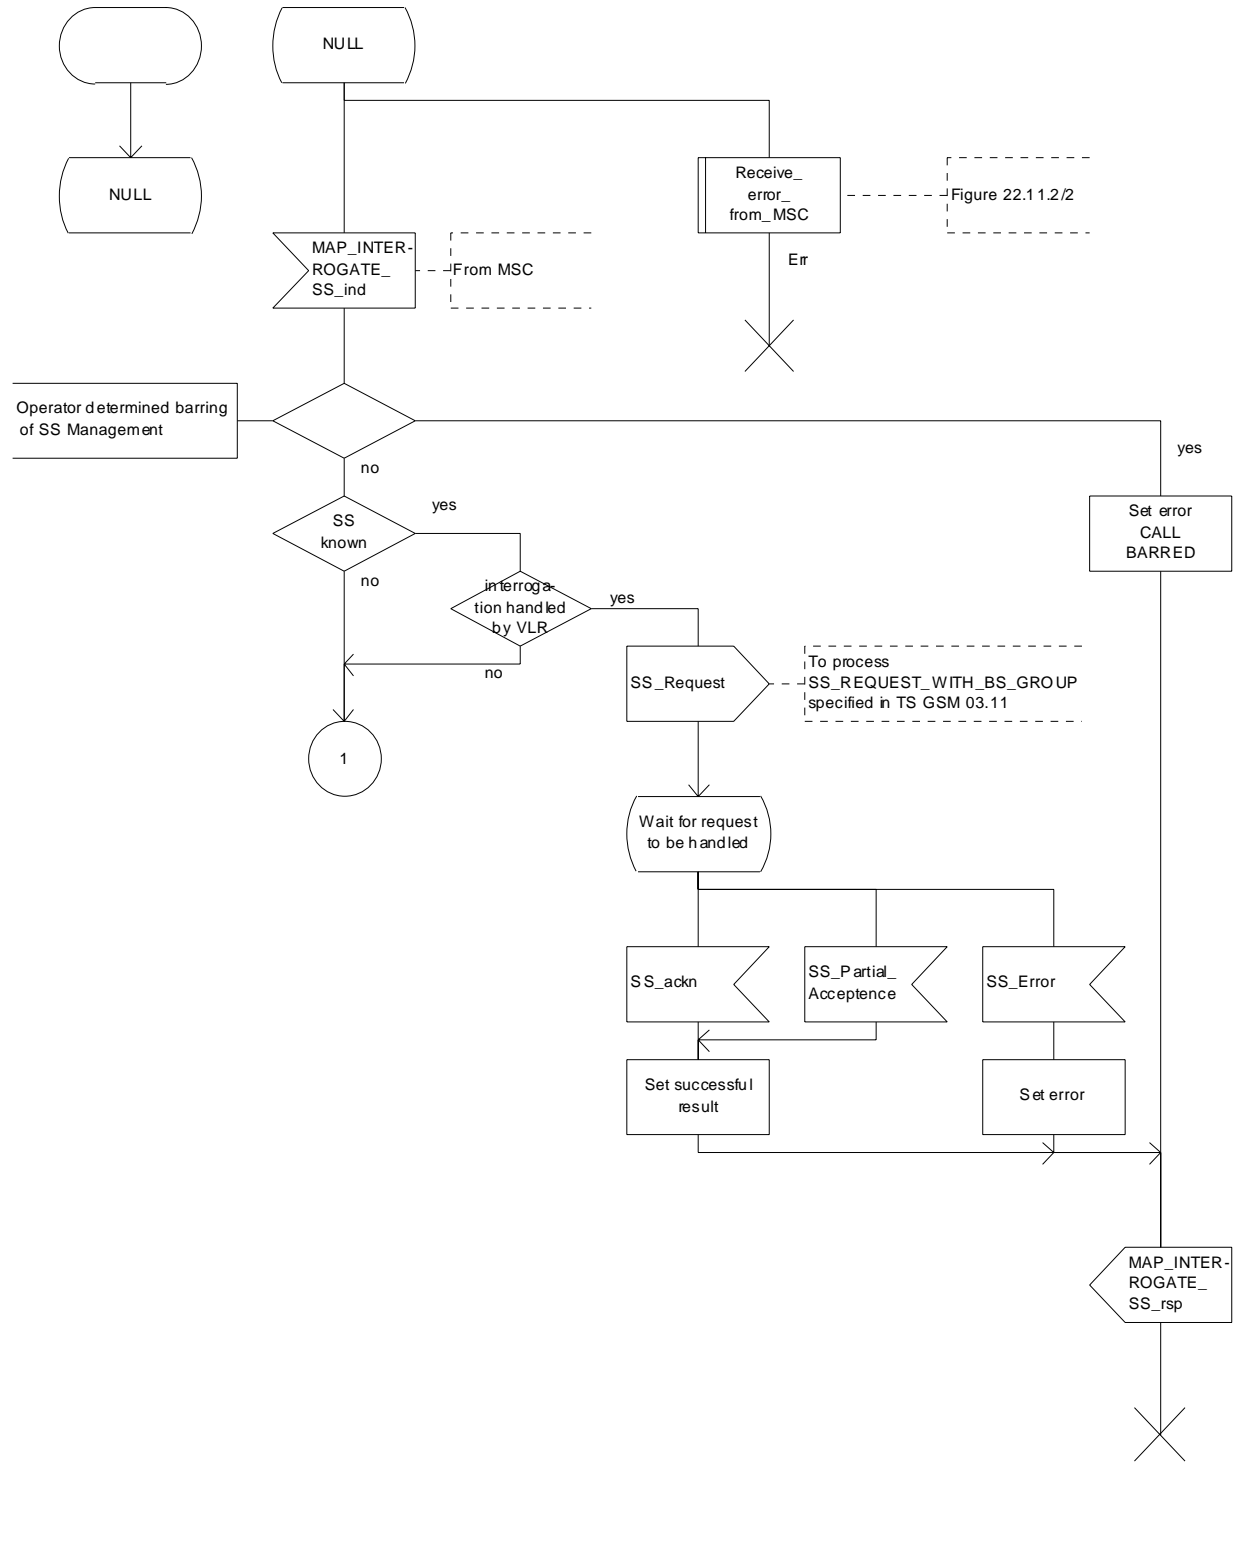 NULL
NULL
Receive_
error_
from_MSC
Figure 22.11.2/2
MAP_INTER-
ROGATE_
SS_ind
From MSC
Err
Operator determined barring
of SS Management
no
yes
SS
known
yes
Set error
CALL
BARRED
no
interroga-
tion handled
by VLR
yes
no
SS_Request
To process
SS_REQUEST_WITH_BS_GROUP
specified in TS GSM 03.11
1
Wait for request
to be handled
SS_ackn
SS_Partial_
Acceptence
SS_Error
Set successful
result
Set error
MAP_INTER-
ROGATE_
SS_rsp